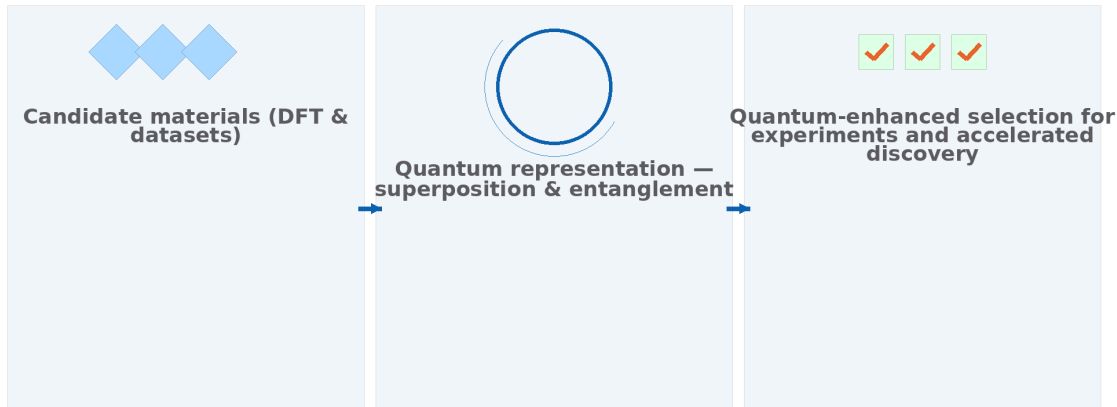 Candidate materials (DFT &
datasets)
Quantum representation —
superposition & entanglement
Quantum-enhanced selection for
experiments and accelerated
discovery